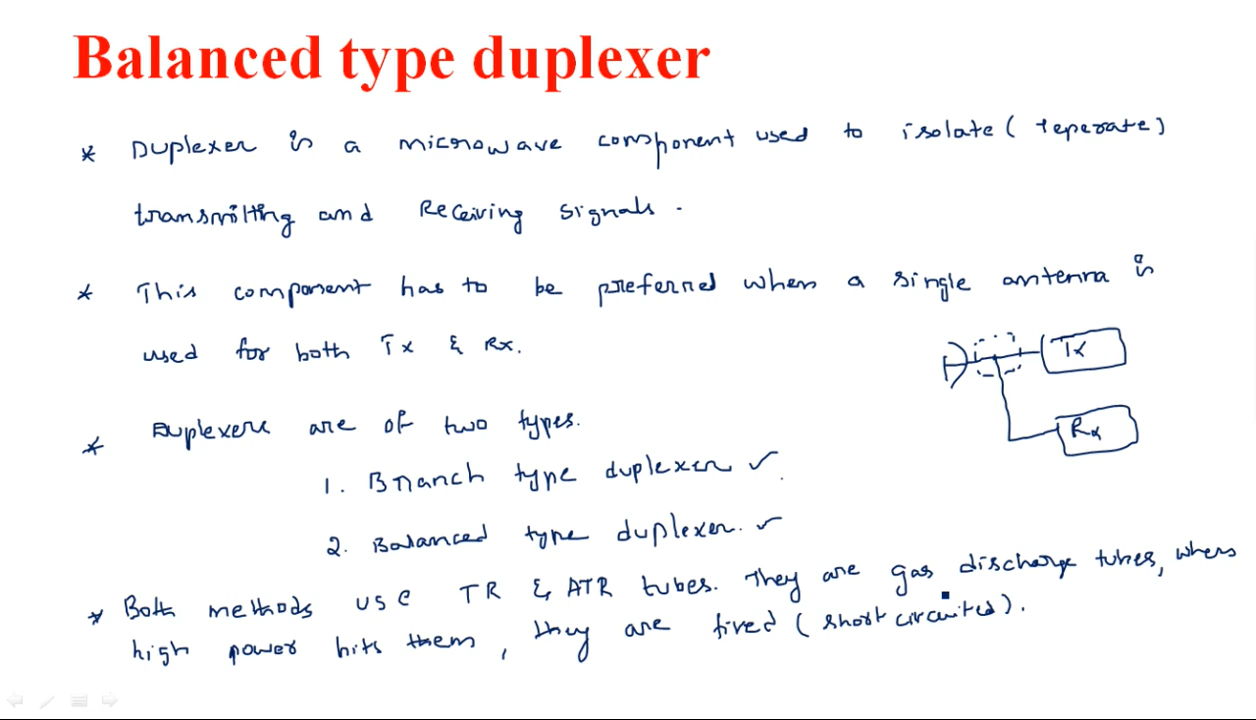 Balanced type duplexer
* Duplexer is a microwave component used to isolate ( seperate )
transmitting and Receiving signals.
* This component has to be preferred when a single antenna is
used for both Tx & Rx.
Tx
Rx
* Duplexers are of two types.
1. Branch type duplexer ✓
2. Balanced type duplexer. ✓
* Both methods use TR & ATR tubes. They are gas discharge tubes, when
high power hits them, they are fired ( short circuited ).